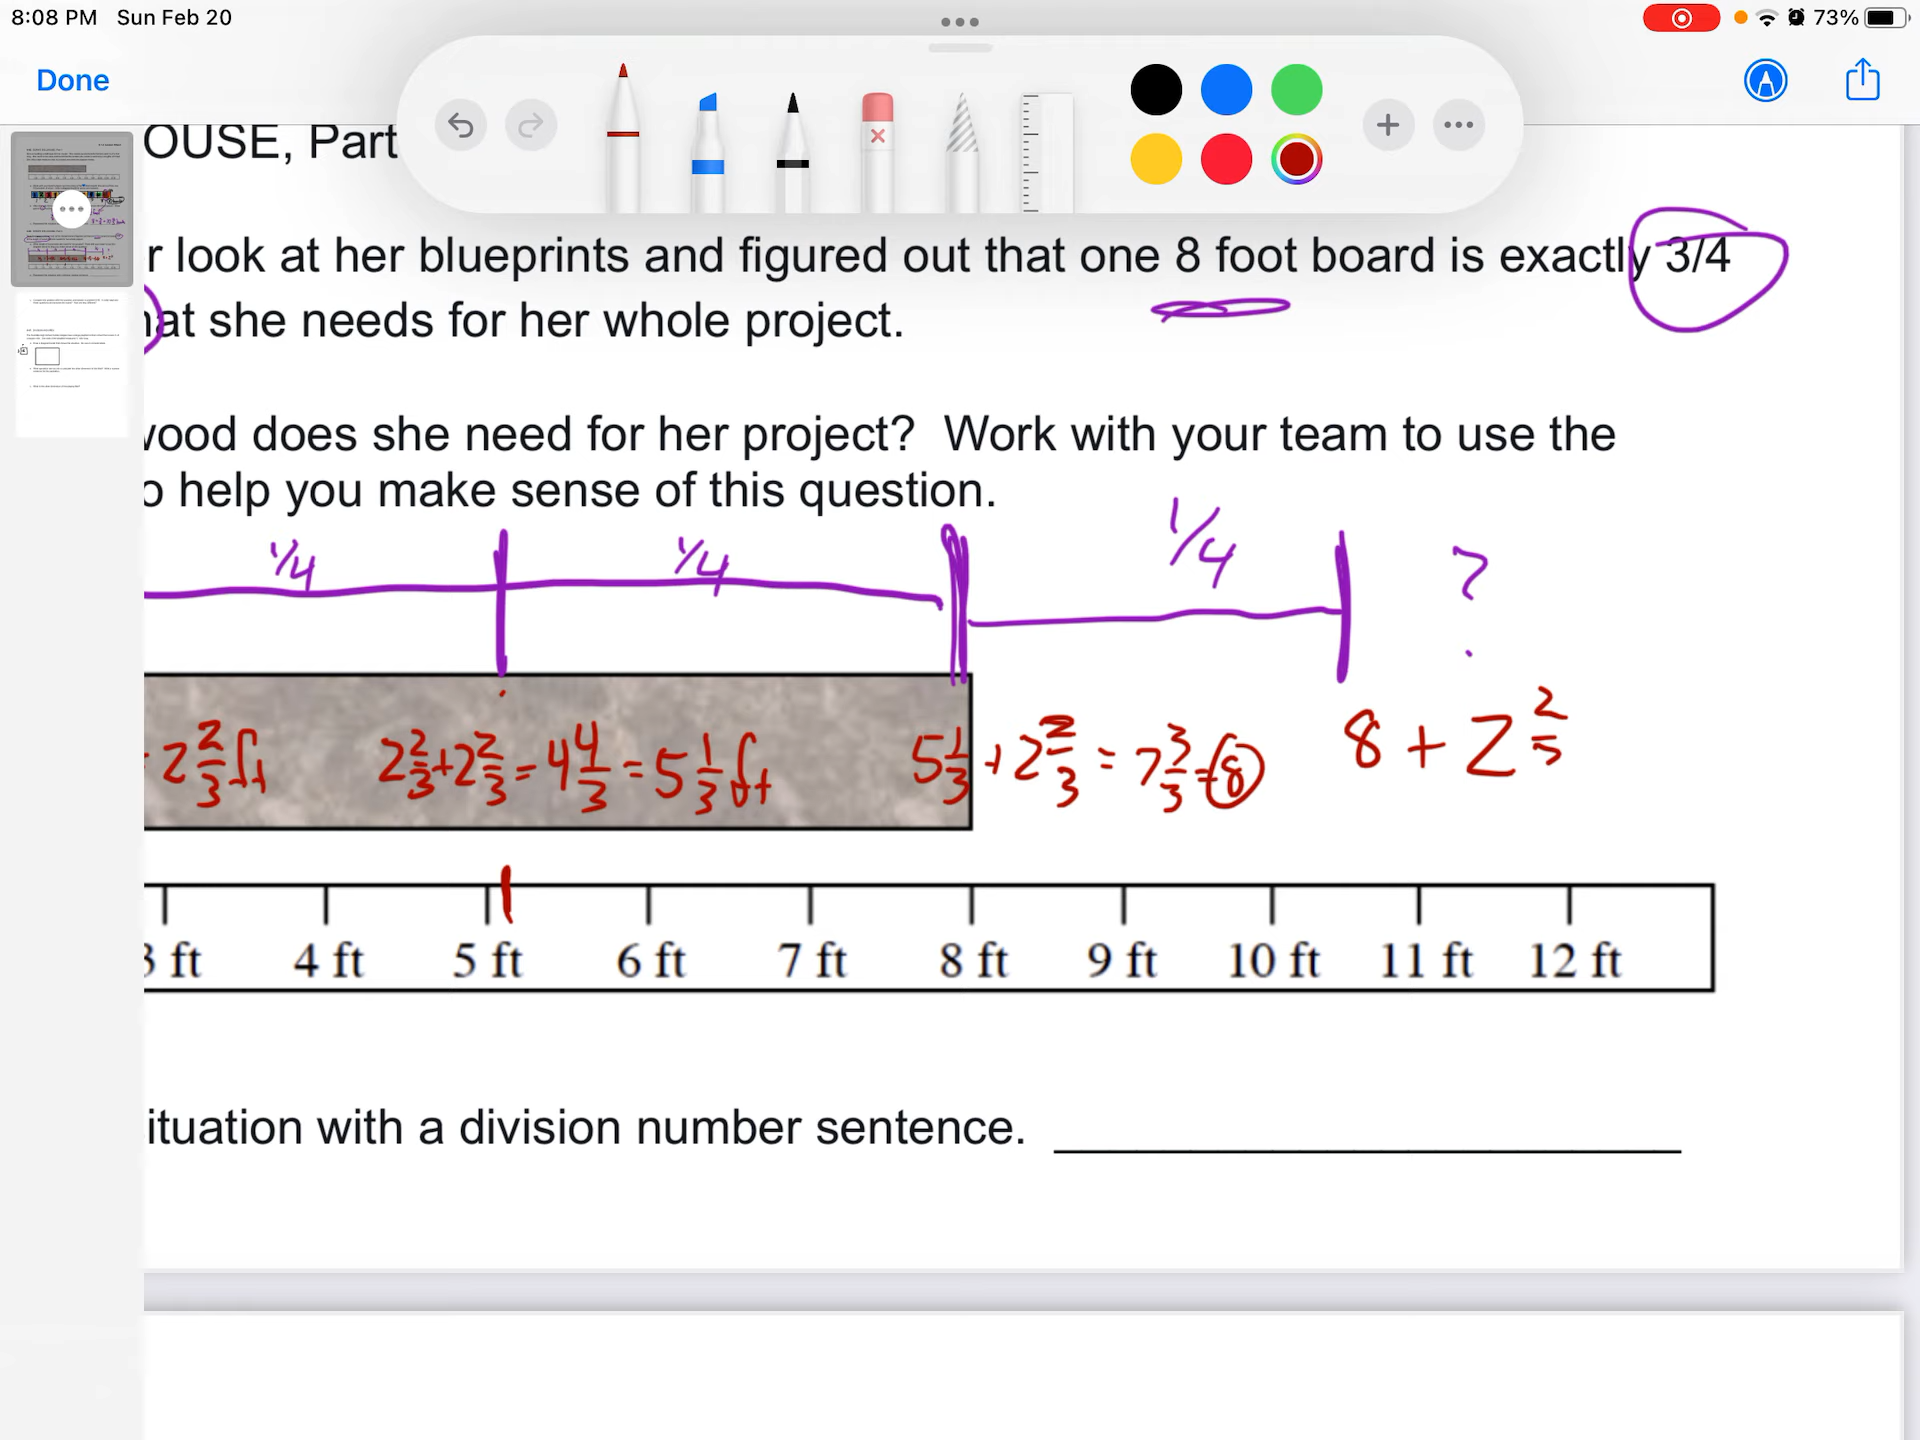 8:08 PM Sun Feb 20
73%
Done
OUSE, Part
r look at her blueprints and figured out that one 8 foot board is exactly 3/4
hat she needs for her whole project.
wood does she need for her project? Work with your team to use the
o help you make sense of this question.
1/4 1/4 1/4 ?
2 2/3 ft 2 2/3 + 2 2/3 = 4 4/3 = 5 1/3 ft 5 1/3 + 2 2/3 = 7 3/3 = 8 8 + 2 2/5
3 ft 4 ft 5 ft 6 ft 7 ft 8 ft 9 ft 10 ft 11 ft 12 ft
ituation with a division number sentence.